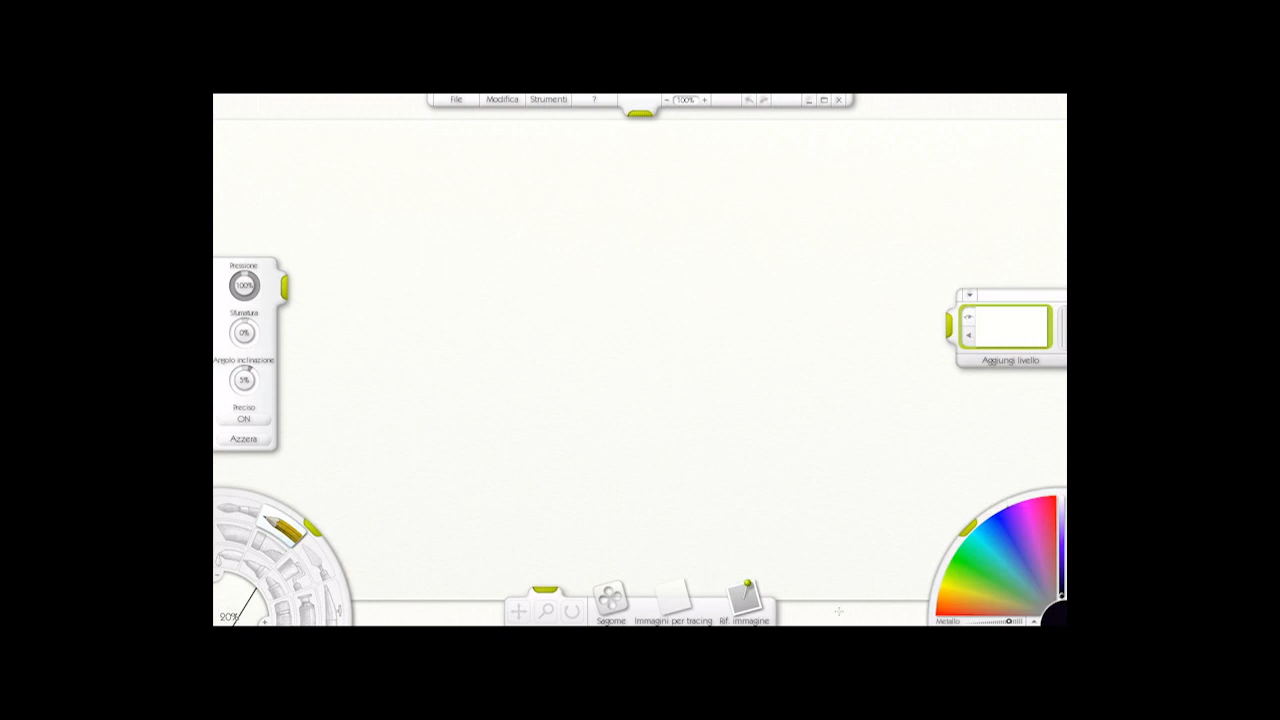 File Modifica Strumenti ? - 100% +
Pressione
100%
Sfumatura
0%
Angolo inclinazione
5%
Preciso
ON
Azzera
Aggiungi livello
20%
Sagome Immagini per tracing Rif. immagine
Metallo